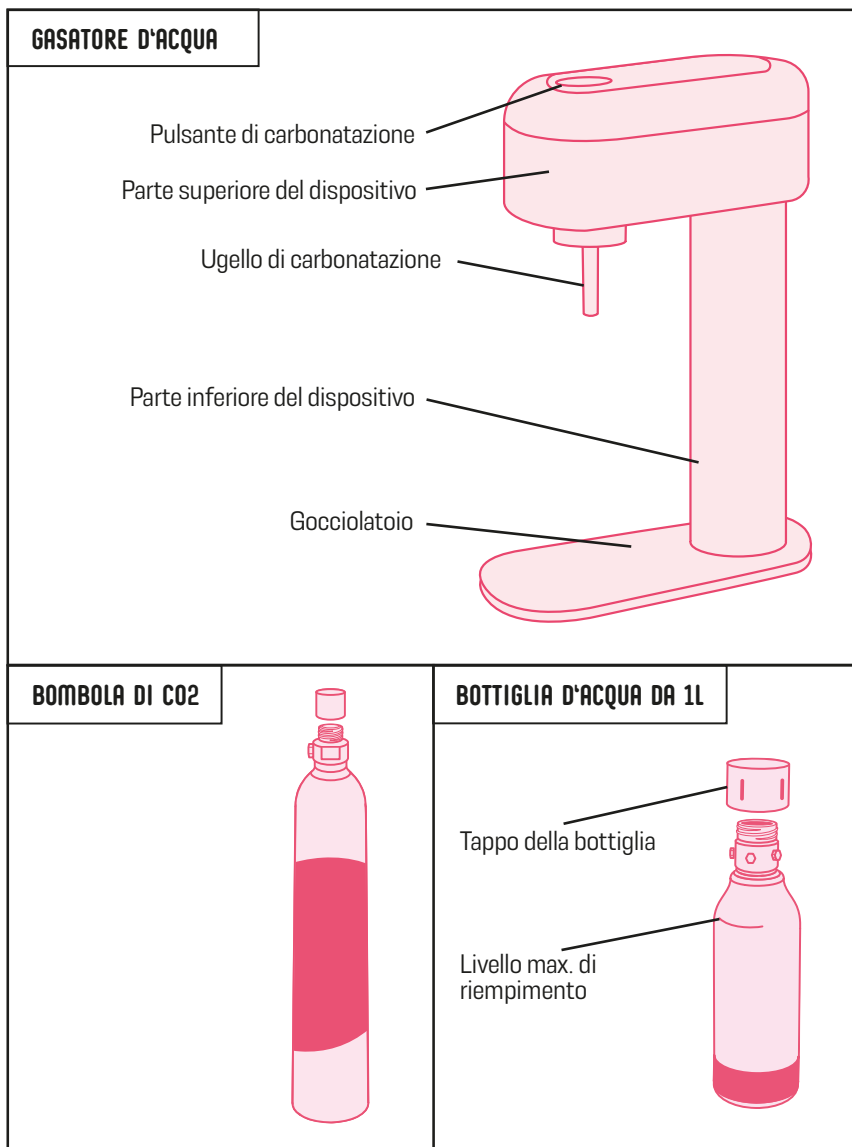 GASATORE D'ACQUA
Pulsante di carbonatazione
Parte superiore del dispositivo
Ugello di carbonatazione
Parte inferiore del dispositivo
Gocciolatoio
BOMBOLA DI CO2
BOTTIGLIA D'ACQUA DA 1L
Tappo della bottiglia
Livello max. di
riempimento